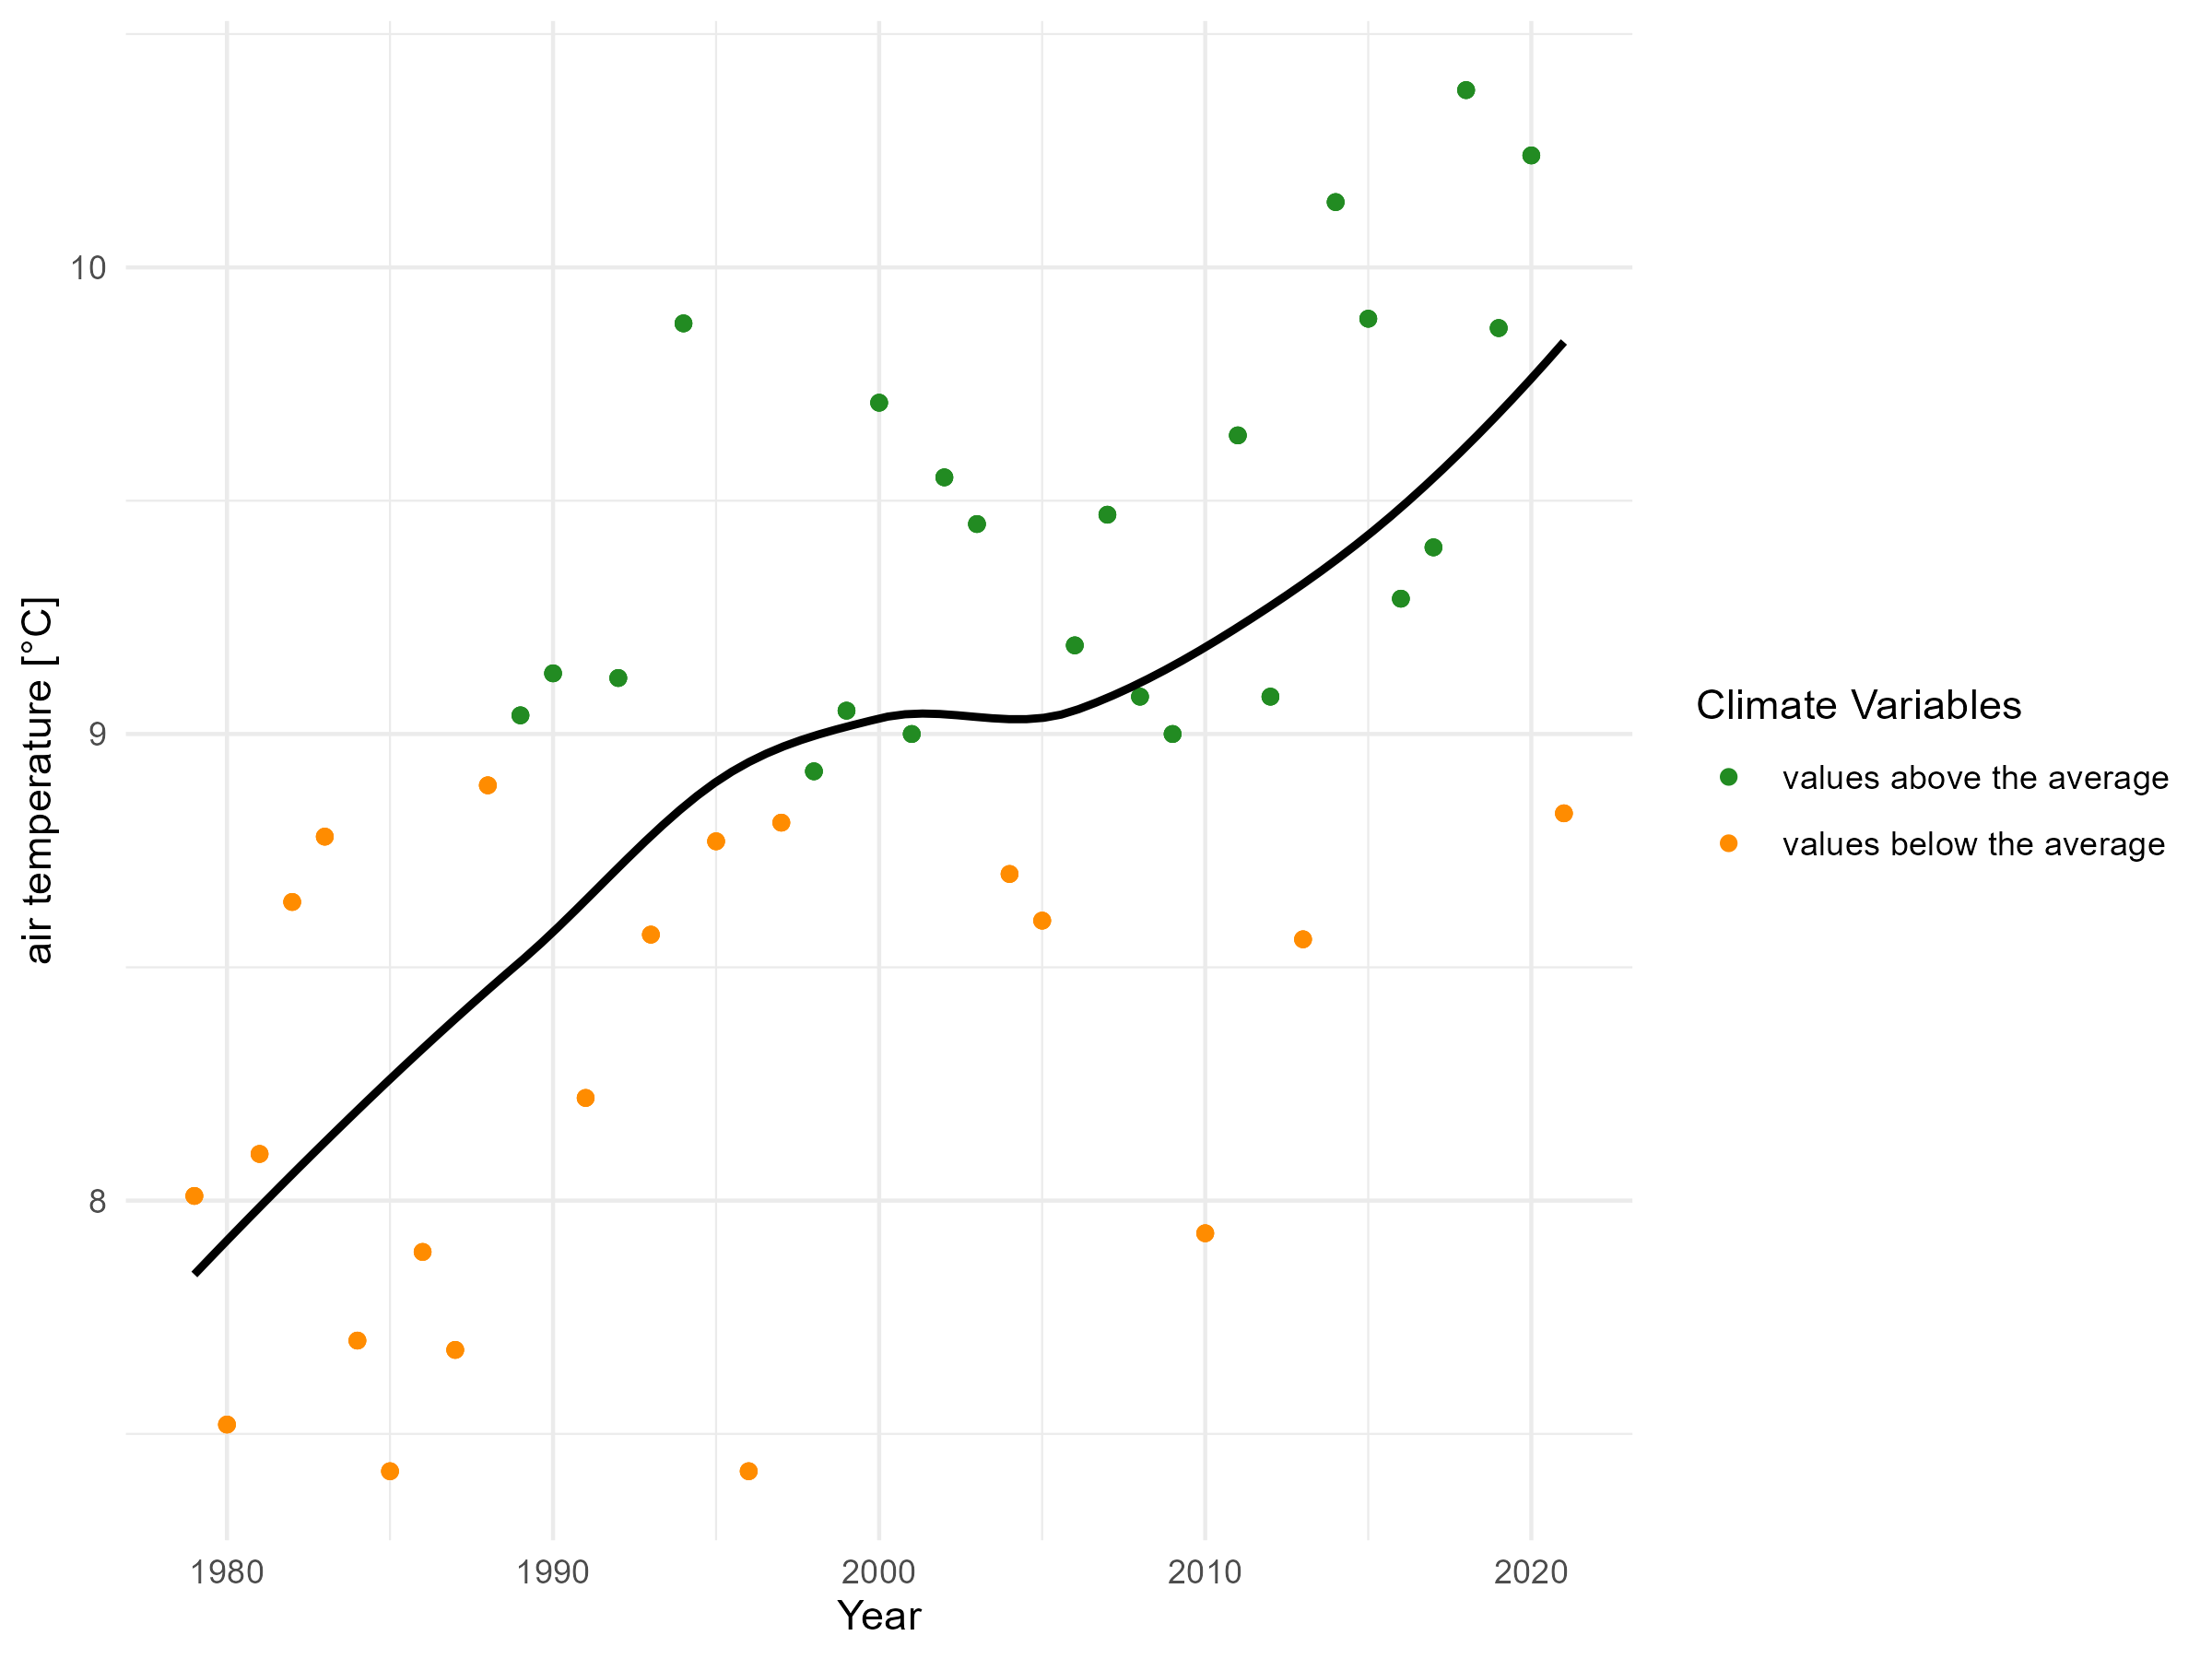 10
9
8
air temperature [°C]
1980
1990
2000
2010
2020
Year
Climate Variables
values above the average
values below the average